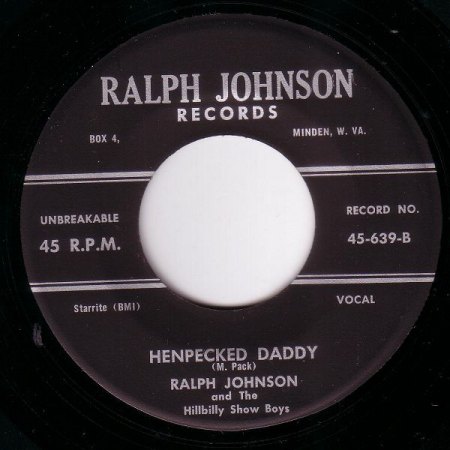 RALPH JOHNSON
RECORDS
BOX 4, MINDEN, W. VA.
UNBREAKABLE RECORD NO.
45 R.P.M. 45-639-B
Starrite (BMI) VOCAL
HENPECKED DADDY
(M. Pack)
RALPH JOHNSON
and The
Hillbilly Show Boys